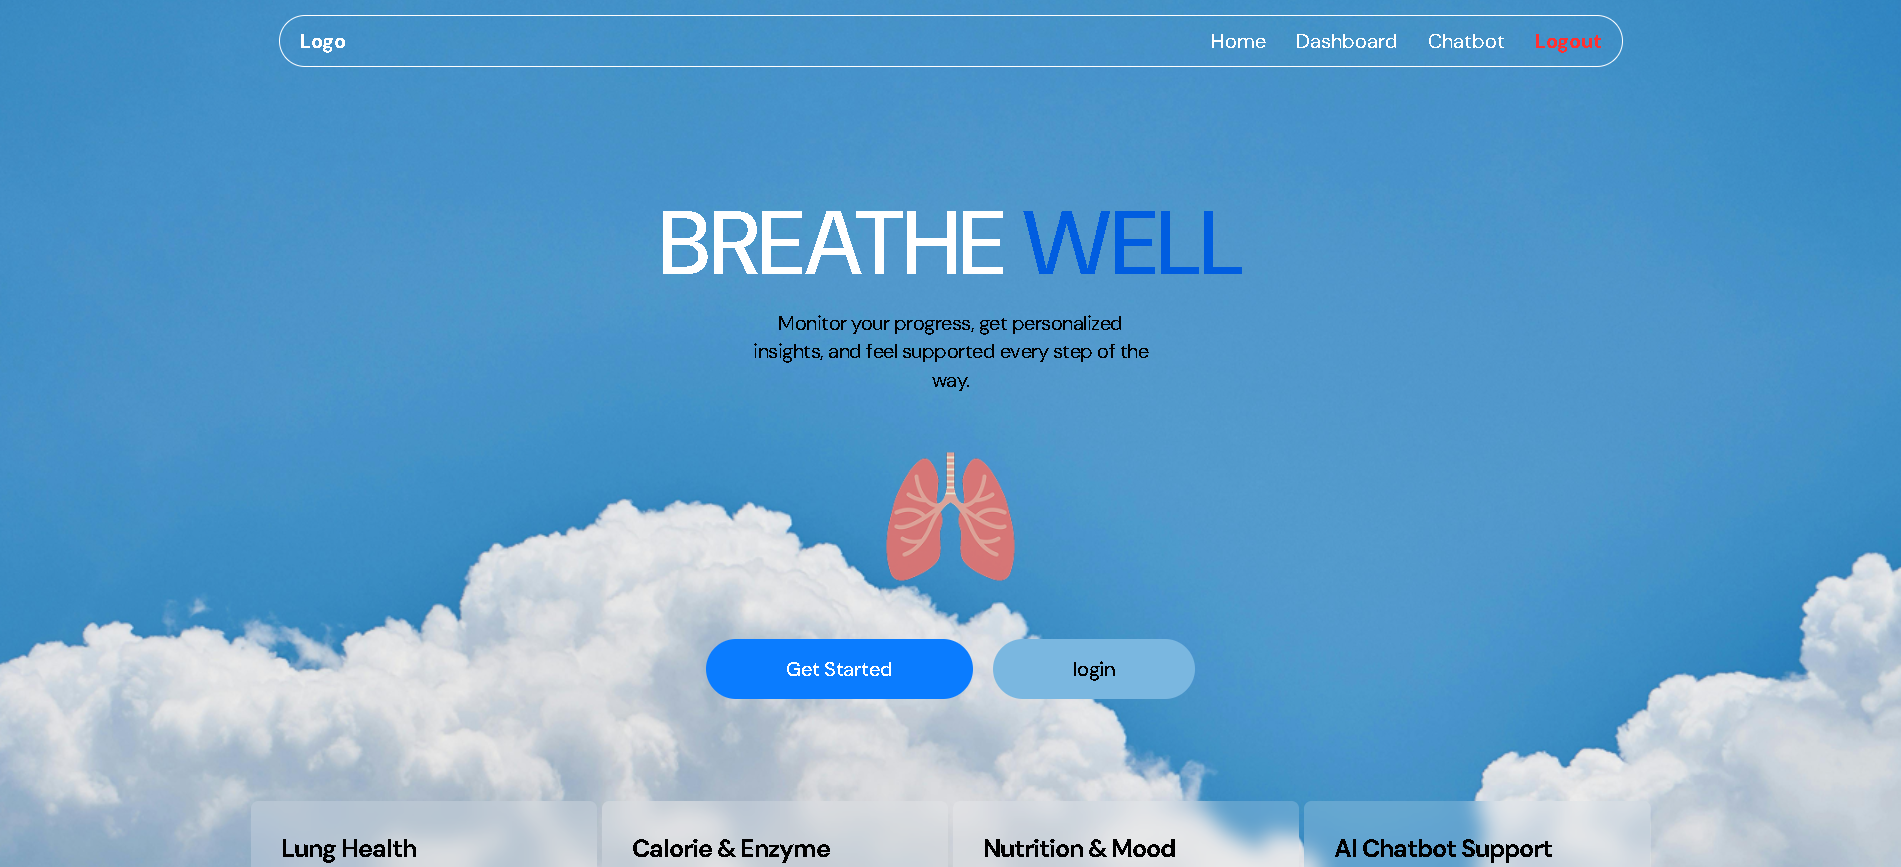 Logo
Home Dashboard Chatbot Logout
BREATHE WELL
Monitor your progress, get personalized
insights, and feel supported every step of the
way.
Get Started login
Lung Health Calorie & Enzyme Nutrition & Mood AI Chatbot Support